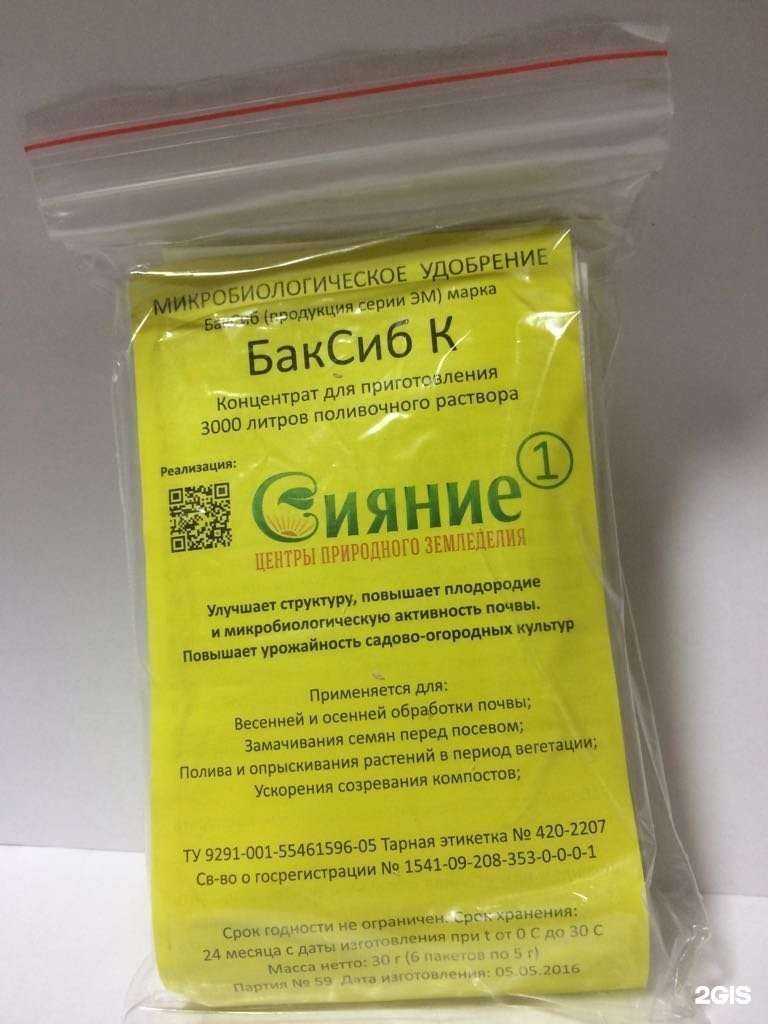 МИКРОБИОЛОГИЧЕСКОЕ УДОБРЕНИЕ
БакСиб (продукция серии ЭМ) марка
БакСиб К
Концентрат для приготовления
3000 литров поливочного раствора
Реализация:
Сияние 1
ЦЕНТРЫ ПРИРОДНОГО ЗЕМЛЕДЕЛИЯ
Улучшает структуру, повышает плодородие
и микробиологическую активность почвы.
Повышает урожайность садово-огородных культур
Применяется для:
Весенней и осенней обработки почвы;
Замачивания семян перед посевом;
Полива и опрыскивания растений в период вегетации;
Ускорения созревания компостов;
ТУ 9291-001-55461596-05 Тарная этикетка № 420-2207
Св-во о госрегистрации № 1541-09-208-353-0-0-0-1
Срок годности не ограничен. Срок хранения:
24 месяца с даты изготовления при t от 0 С до 30 С
Масса нетто: 30 г (6 пакетов по 5 г)
Партия № 59 Дата изготовления: 05.05.2016
2GIS